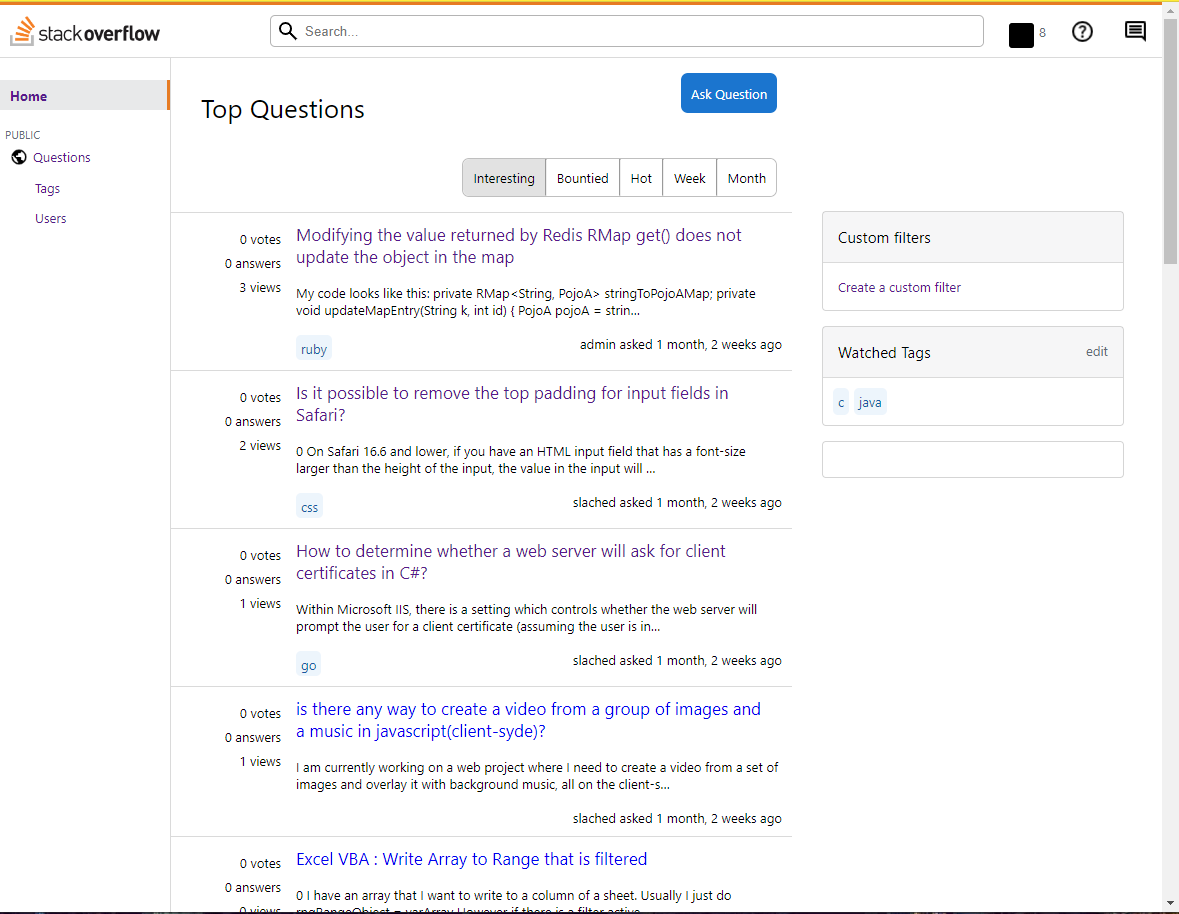 stackoverflow
Search...
8
Home
PUBLIC
Questions
Tags
Users
Top Questions
Ask Question
Interesting
Bountied
Hot
Week
Month
0 votes
0 answers
3 views
Modifying the value returned by Redis RMap get() does not
update the object in the map
My code looks like this: private RMap<String, PojoA> stringToPojoAMap; private
void updateMapEntry(String k, int id) { PojoA pojoA = strin...
ruby
admin asked 1 month, 2 weeks ago
0 votes
0 answers
2 views
Is it possible to remove the top padding for input fields in
Safari?
0 On Safari 16.6 and lower, if you have an HTML input field that has a font-size
larger than the height of the input, the value in the input will ...
css
slached asked 1 month, 2 weeks ago
0 votes
0 answers
1 views
How to determine whether a web server will ask for client
certificates in C#?
Within Microsoft IIS, there is a setting which controls whether the web server will
prompt the user for a client certificate (assuming the user is in...
go
slached asked 1 month, 2 weeks ago
0 votes
0 answers
1 views
is there any way to create a video from a group of images and
a music in javascript(client-syde)?
I am currently working on a web project where I need to create a video from a set of
images and overlay it with background music, all on the client-s...
slached asked 1 month, 2 weeks ago
0 votes
0 answers
0 views
Excel VBA : Write Array to Range that is filtered
0 I have an array that I want to write to a column of a sheet. Usually I just do
rngRangeObject = varArray However if there is a filter active
Custom filters
Create a custom filter
Watched Tags
edit
c
java